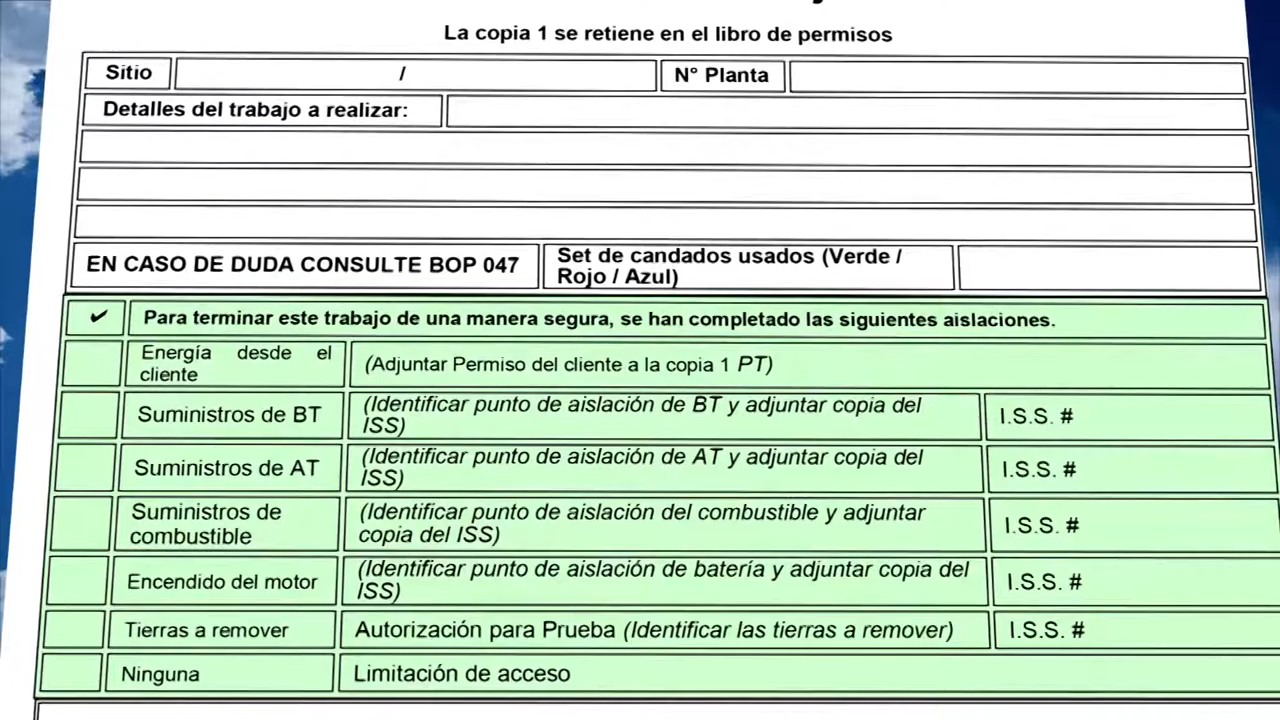 La copia 1 se retiene en el libro de permisos
Sitio / N° Planta
Detalles del trabajo a realizar:
EN CASO DE DUDA CONSULTE BOP 047
Set de candados usados (Verde /
Rojo / Azul)
✔ Para terminar este trabajo de una manera segura, se han completado las siguientes aislaciones.
Energía desde el
cliente
(Adjuntar Permiso del cliente a la copia 1 PT)
Suministros de BT
(Identificar punto de aislación de BT y adjuntar copia del
ISS)
I.S.S. #
Suministros de AT
(Identificar punto de aislación de AT y adjuntar copia del
ISS)
I.S.S. #
Suministros de
combustible
(Identificar punto de aislación del combustible y adjuntar
copia del ISS)
I.S.S. #
Encendido del motor
(Identificar punto de aislación de batería y adjuntar copia del
ISS)
I.S.S. #
Tierras a remover
Autorización para Prueba (Identificar las tierras a remover)
I.S.S. #
Ninguna
Limitación de acceso